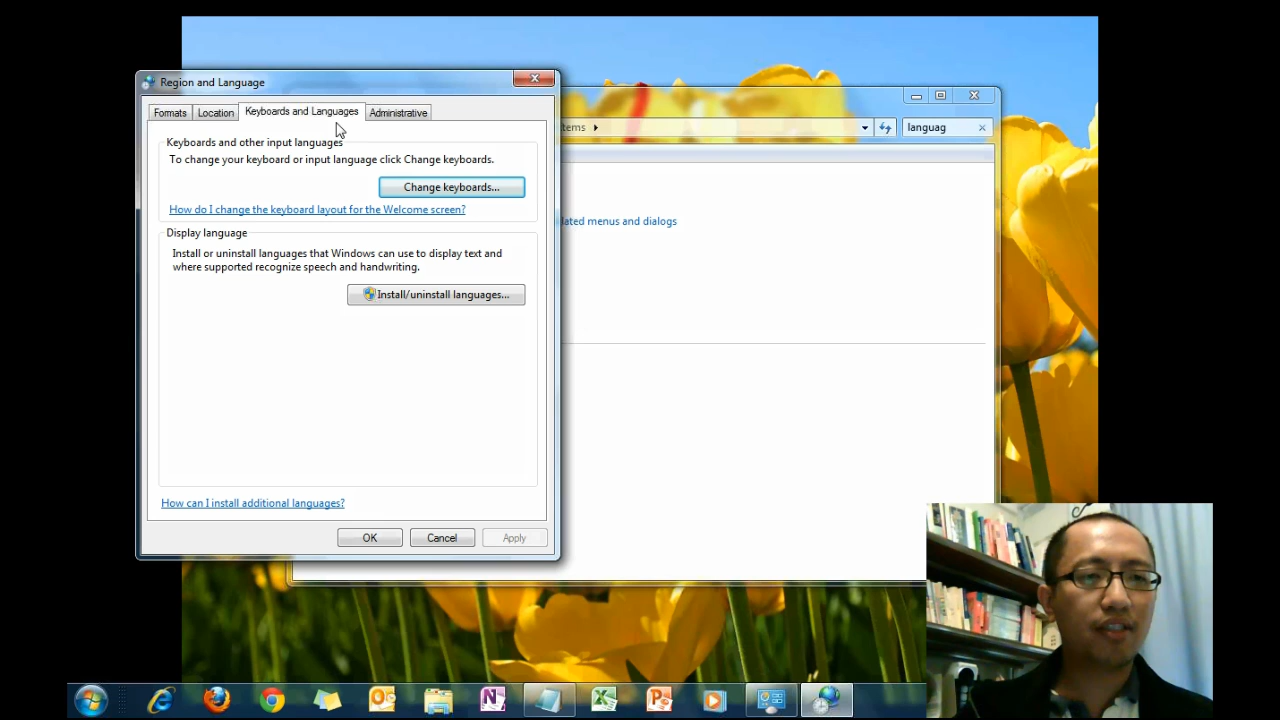 Region and Language
Formats
Location
Keyboards and Languages
Administrative
Keyboards and other input languages
To change your keyboard or input language click Change keyboards.
Change keyboards...
How do I change the keyboard layout for the Welcome screen?
Display language
Install or uninstall languages that Windows can use to display text and
where supported recognize speech and handwriting.
Install/uninstall languages...
How can I install additional languages?
OK
Cancel
Apply
tems
languag
lated menus and dialogs